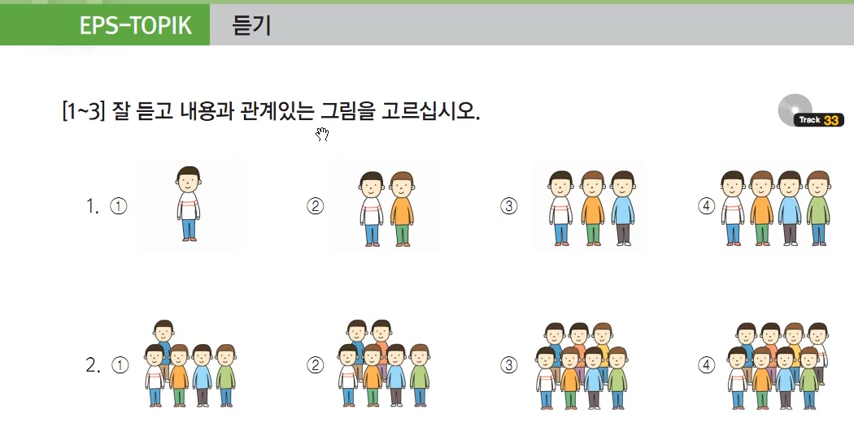 EPS-TOPIK 듣기
[1~3] 잘 듣고 내용과 관계있는 그림을 고르십시오.
Track 33
1. ① ② ③ ④
2. ① ② ③ ④